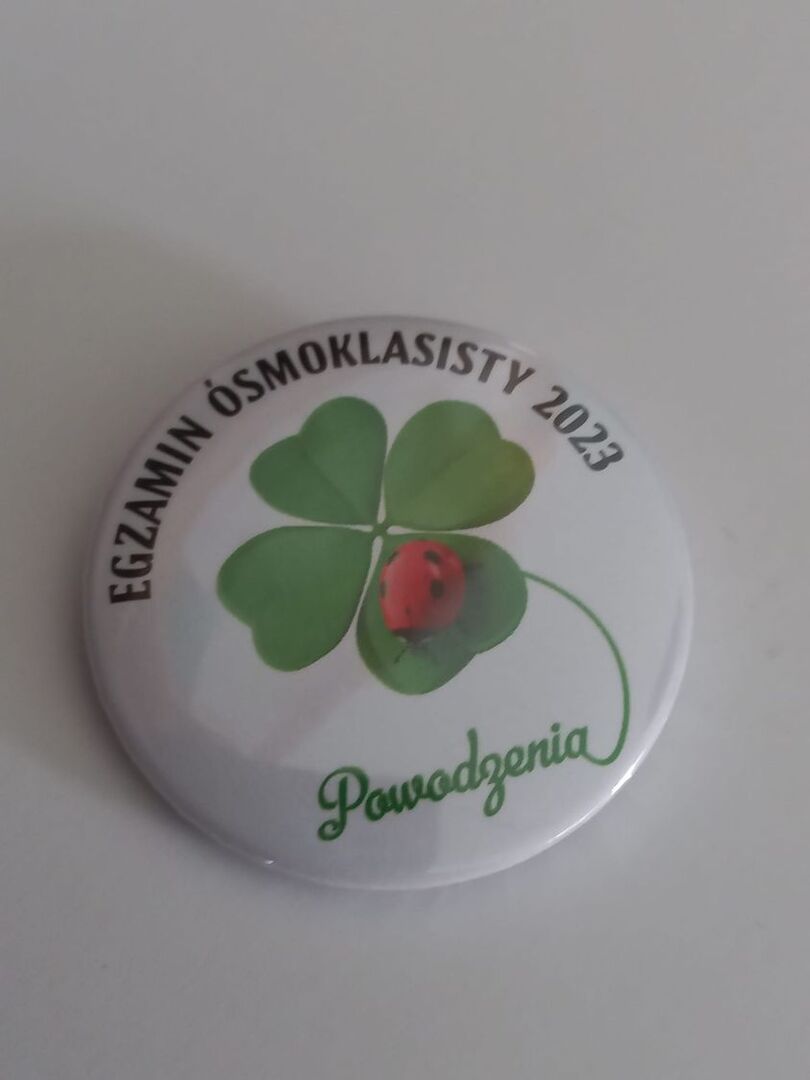 EGZAMIN ÓSMOKLASISTY 2023
Powodzenia